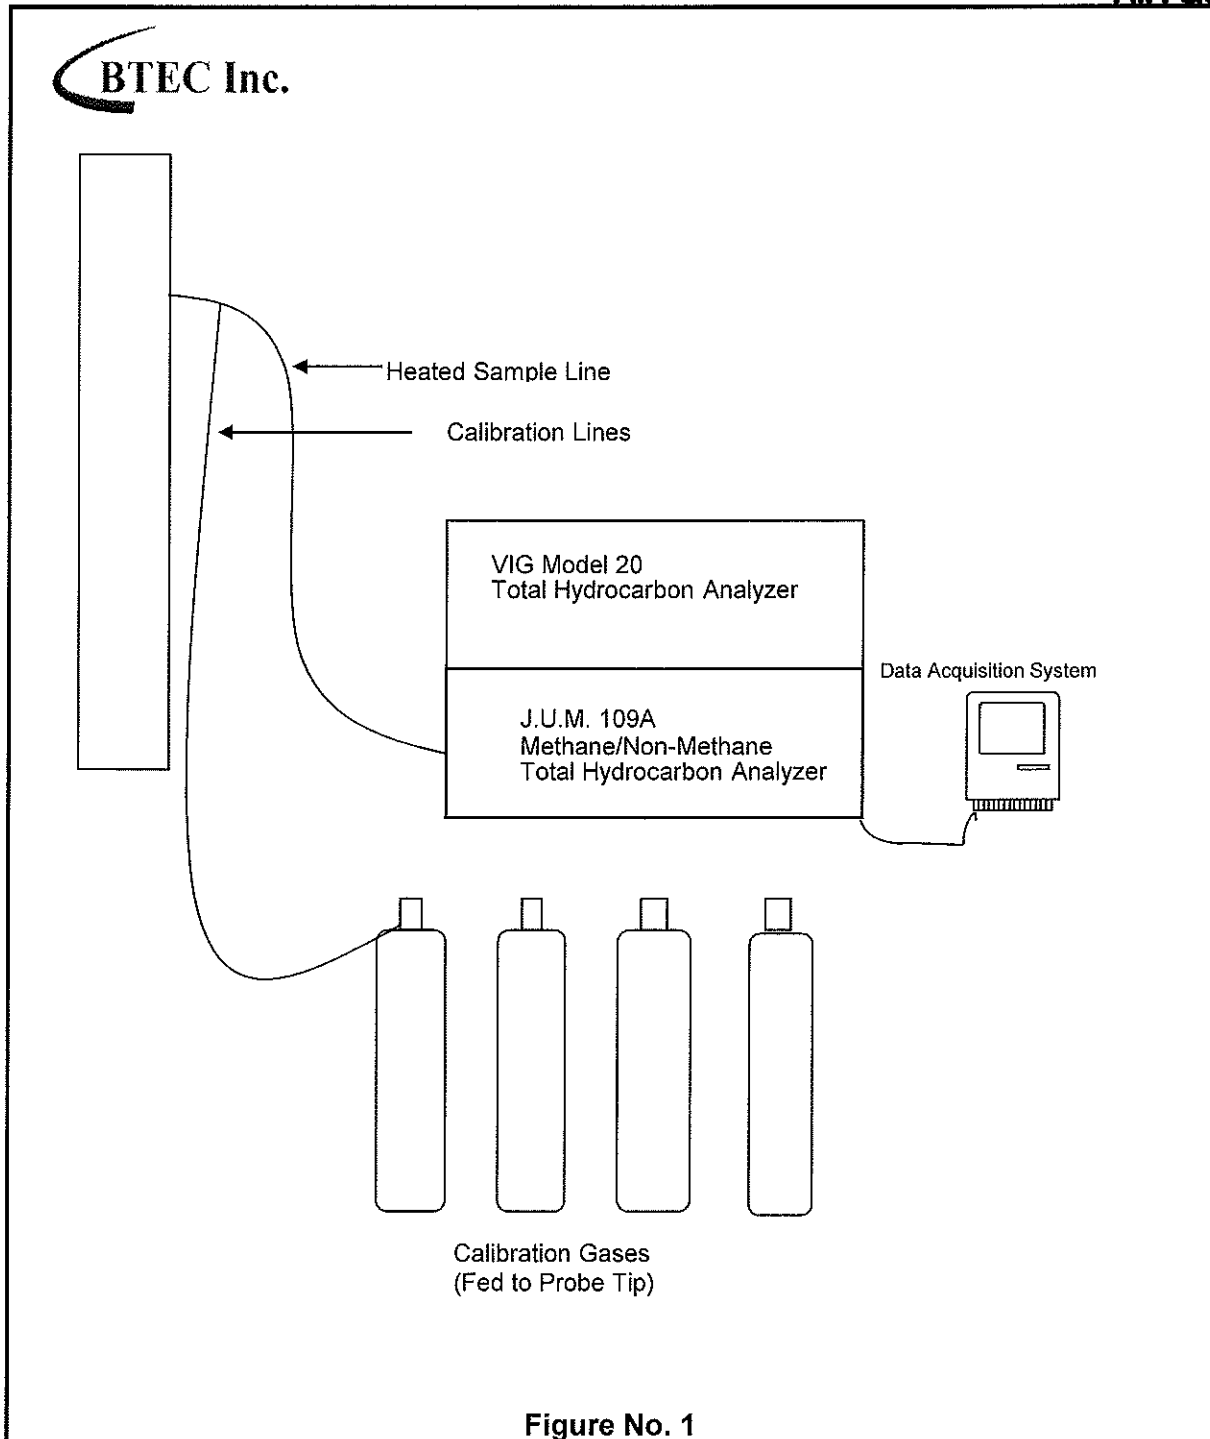 BTEC Inc.
Heated Sample Line
Calibration Lines
VIG Model 20
Total Hydrocarbon Analyzer
Data Acquisition System
J.U.M. 109A
Methane/Non-Methane
Total Hydrocarbon Analyzer
Calibration Gases
(Fed to Probe Tip)
Figure No. 1